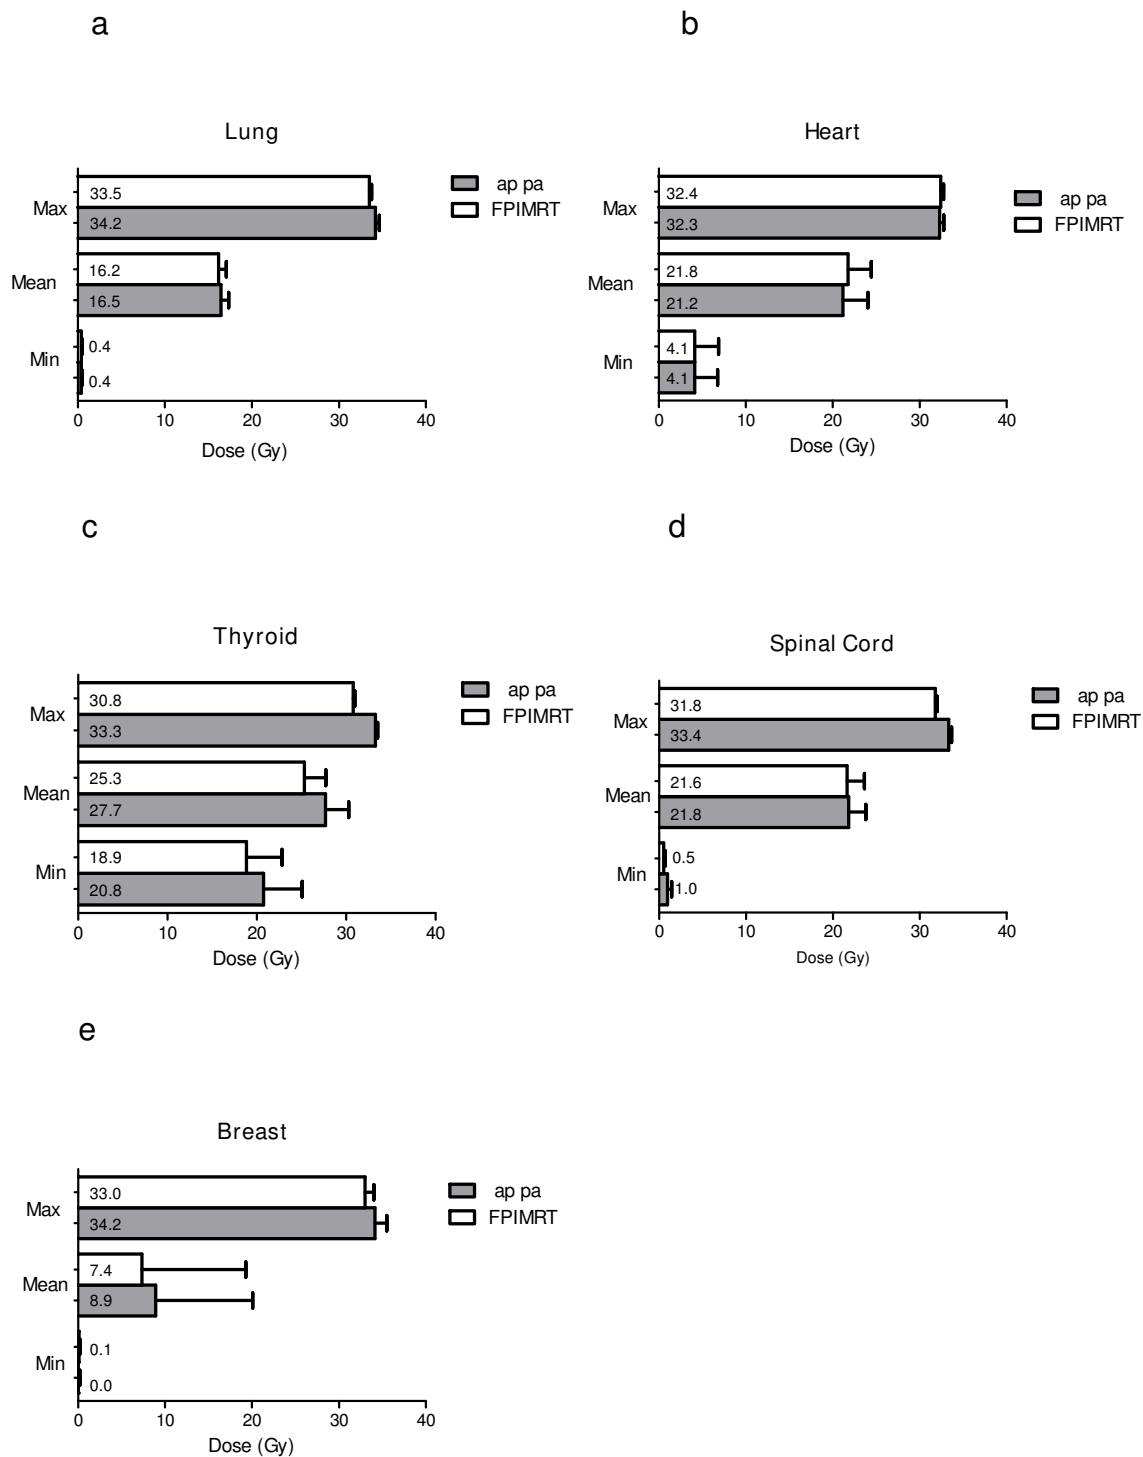 a
Lung
Max
33.5
34.2
Mean
16.2
16.5
Min
0.4
0.4
0 10 20 30 40
Dose (Gy)
ap pa
FPIMRT
b
Heart
Max
32.4
32.3
Mean
21.8
21.2
Min
4.1
4.1
0 10 20 30 40
Dose (Gy)
ap pa
FPIMRT
c
Thyroid
Max
30.8
33.3
Mean
25.3
27.7
Min
18.9
20.8
0 10 20 30 40
Dose (Gy)
ap pa
FPIMRT
d
Spinal Cord
Max
31.8
33.4
Mean
21.6
21.8
Min
0.5
1.0
0 10 20 30 40
Dose (Gy)
ap pa
FPIMRT
e
Breast
Max
33.0
34.2
Mean
7.4
8.9
Min
0.1
0.0
0 10 20 30 40
Dose (Gy)
ap pa
FPIMRT